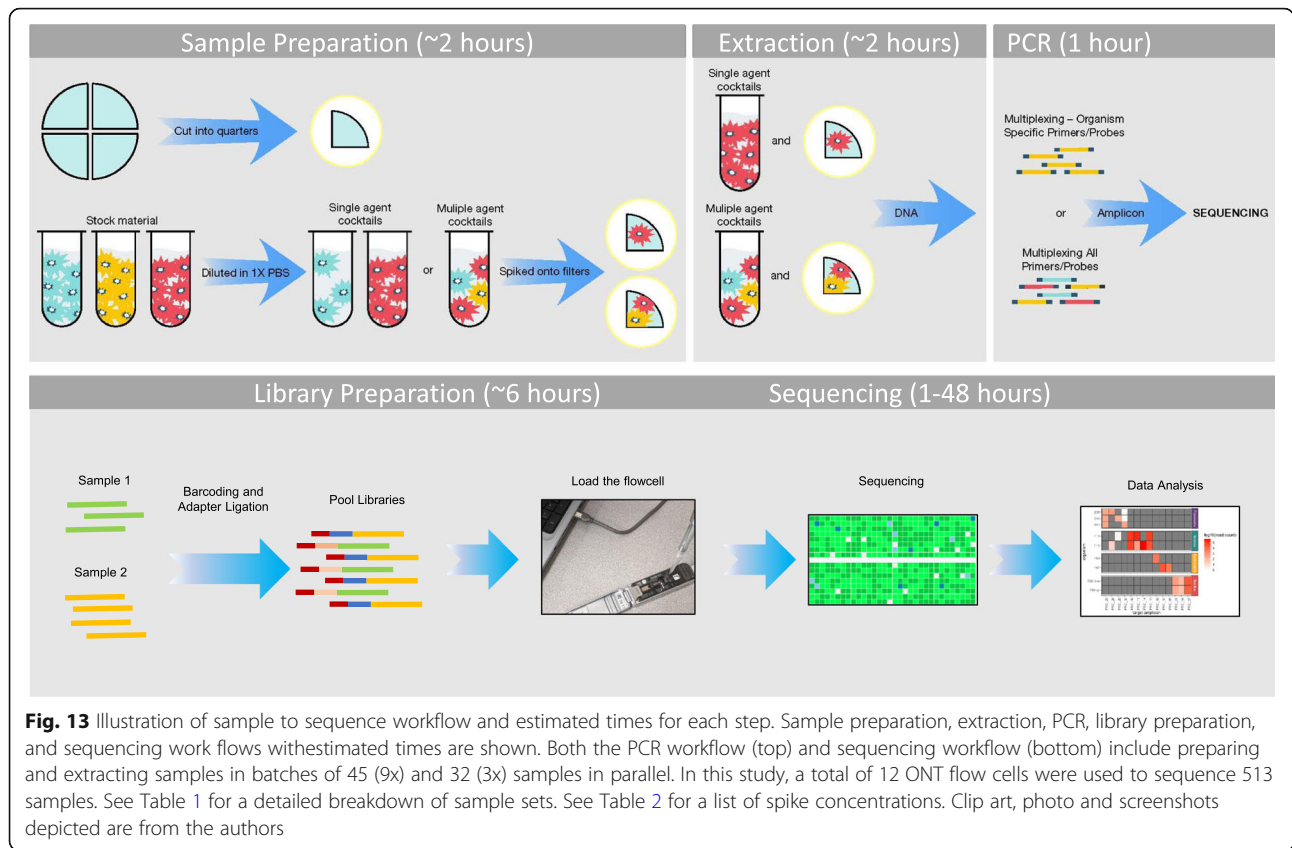 Sample Preparation (~2 hours)
Extraction (~2 hours)
PCR (1 hour)
Cut into quarters
Stock material
Diluted in 1X PBS
Single agent
cocktails
or
Muliple agent
cocktails
Spiked onto filters
Single agent
cocktails
and
Muliple agent
cocktails
and
DNA
Multiplexing – Organism
Specific Primers/Probes
or
Amplicon
SEQUENCING
Multiplexing All
Primers/Probes
Library Preparation (~6 hours)
Sequencing (1-48 hours)
Sample 1
Sample 2
Barcoding and
Adapter Ligation
Pool Libraries
Load the flowcell
Sequencing
Data Analysis
Fig. 13 Illustration of sample to sequence workflow and estimated times for each step. Sample preparation, extraction, PCR, library preparation,
and sequencing work flows withestimated times are shown. Both the PCR workflow (top) and sequencing workflow (bottom) include preparing
and extracting samples in batches of 45 (9x) and 32 (3x) samples in parallel. In this study, a total of 12 ONT flow cells were used to sequence 513
samples. See Table 1 for a detailed breakdown of sample sets. See Table 2 for a list of spike concentrations. Clip art, photo and screenshots
depicted are from the authors